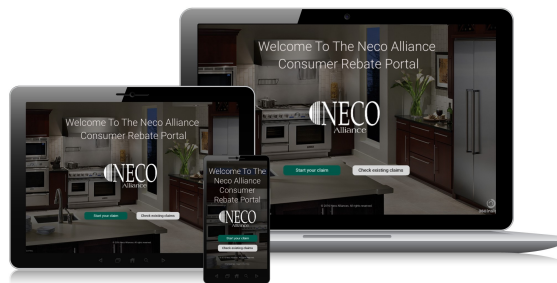 Welcome To The Neco Alliance
Consumer Rebate Portal
NECO
Alliance
Start your claim
Check existing claims
Welcome To The Neco Alliance
Consumer Rebate Portal
NECO
Alliance
Start your claim
Check existing claims
Welcome To The
Neco Alliance
Consumer
Rebate Portal
NECO
Alliance
Start your claim
Check existing claims